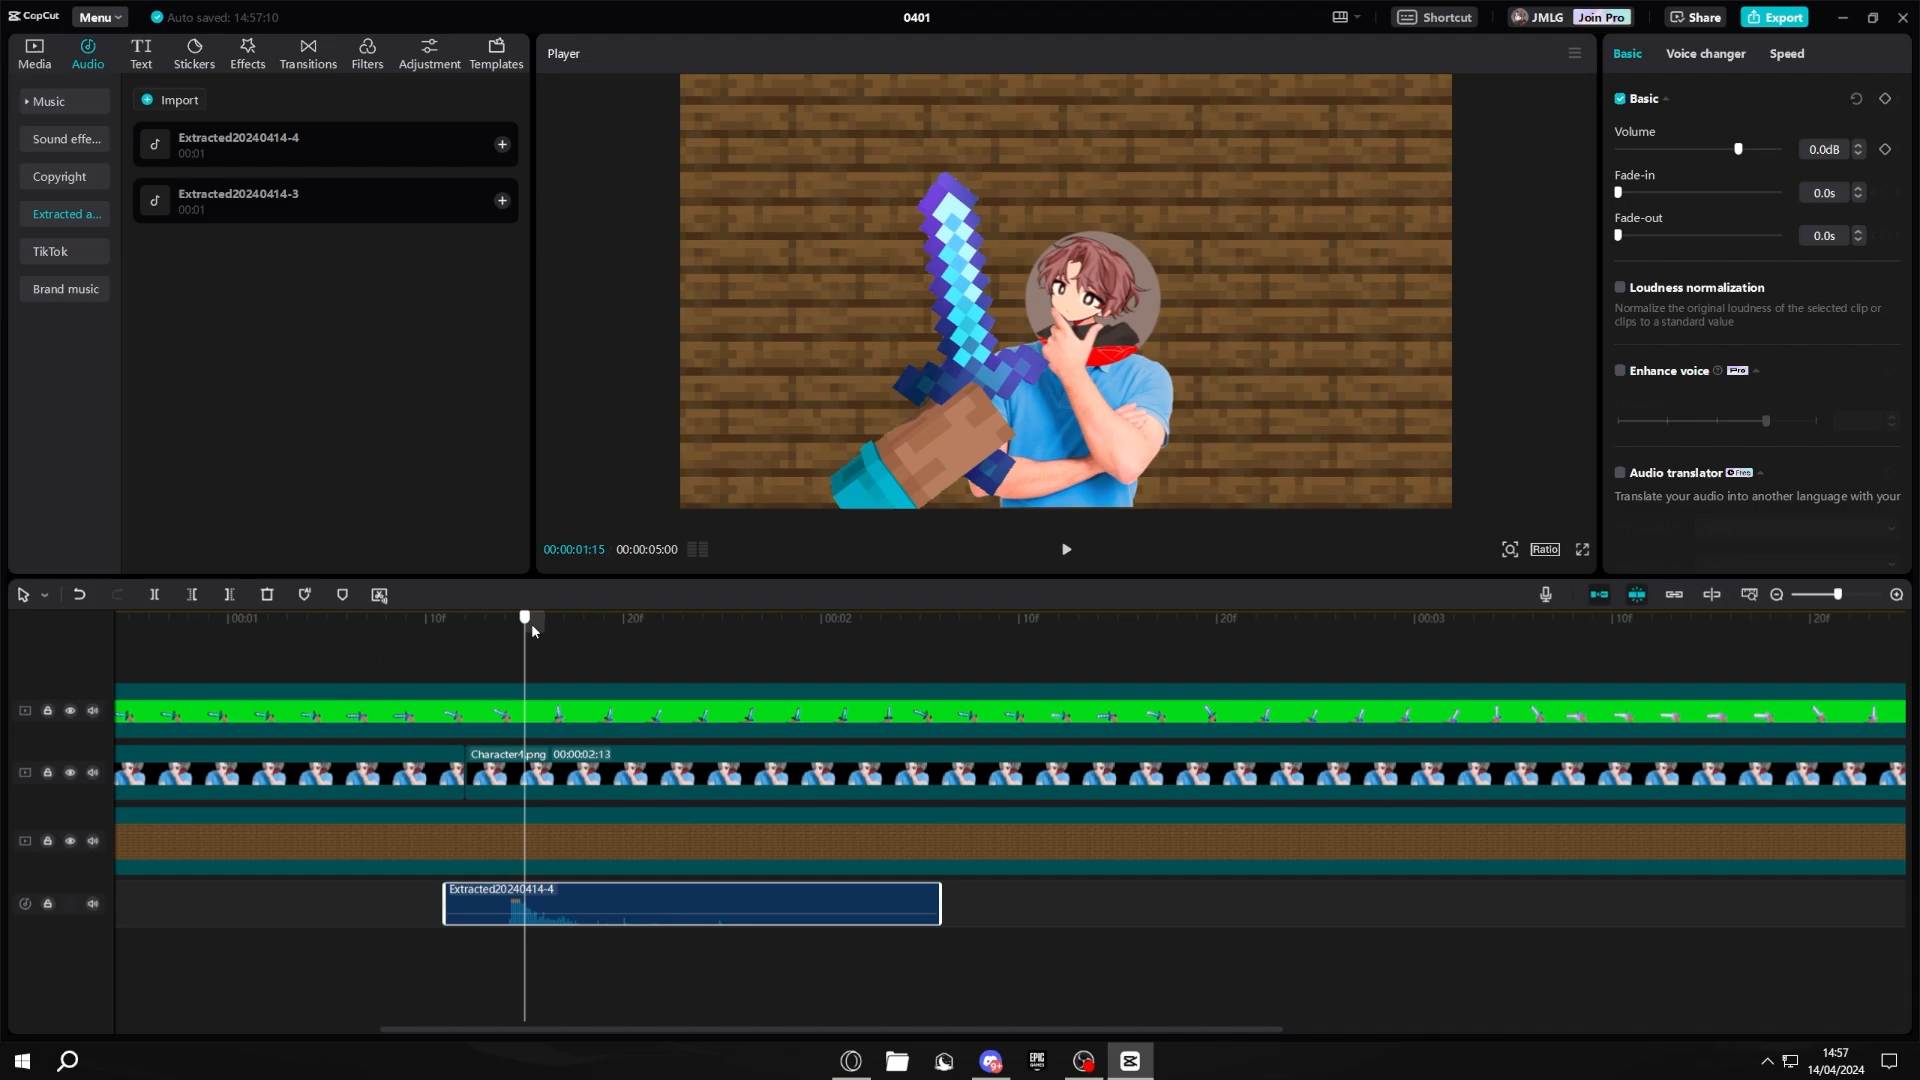 CapCut
Menu
Auto saved: 14:57:10
0401
Shortcut
JMLG
Join Pro
Share
Export
Media
Audio
Text
Stickers
Effects
Transitions
Filters
Adjustment
Templates
Music
Sound effe...
Copyright
Extracted a...
TikTok
Brand music
Import
Extracted20240414-4
00:01
Extracted20240414-3
00:01
Player
00:00:01:15 00:00:05:00
Ratio
Basic
Voice changer
Speed
Basic
Volume
0.0dB
Fade-in
0.0s
Fade-out
0.0s
Loudness normalization
Normalize the original loudness of the selected clip or
clips to a standard value
Enhance voice
Pro
Audio translator
Free
Translate your audio into another language with your
00:01
10f
20f
00:02
10f
20f
00:03
10f
20f
Character4.png 00:00:02:13
Extracted20240414-4
9+
EPIC
GAMES
14:57
14/04/2024